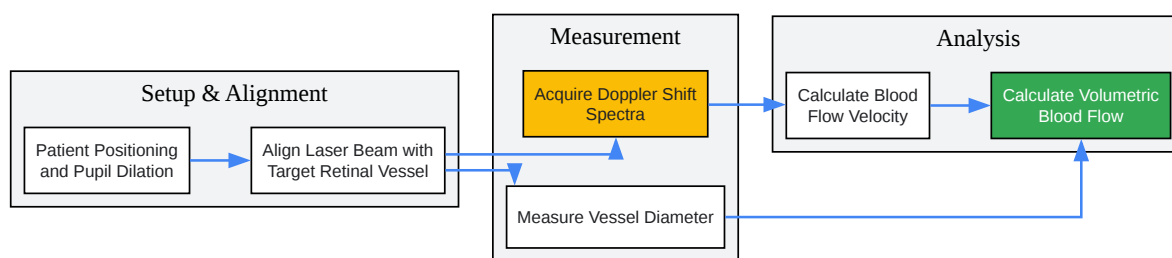 Setup & Alignment
Patient Positioning
and Pupil Dilation
Align Laser Beam with
Target Retinal Vessel
Measurement
Acquire Doppler Shift
Spectra
Measure Vessel Diameter
Analysis
Calculate Blood
Flow Velocity
Calculate Volumetric
Blood Flow